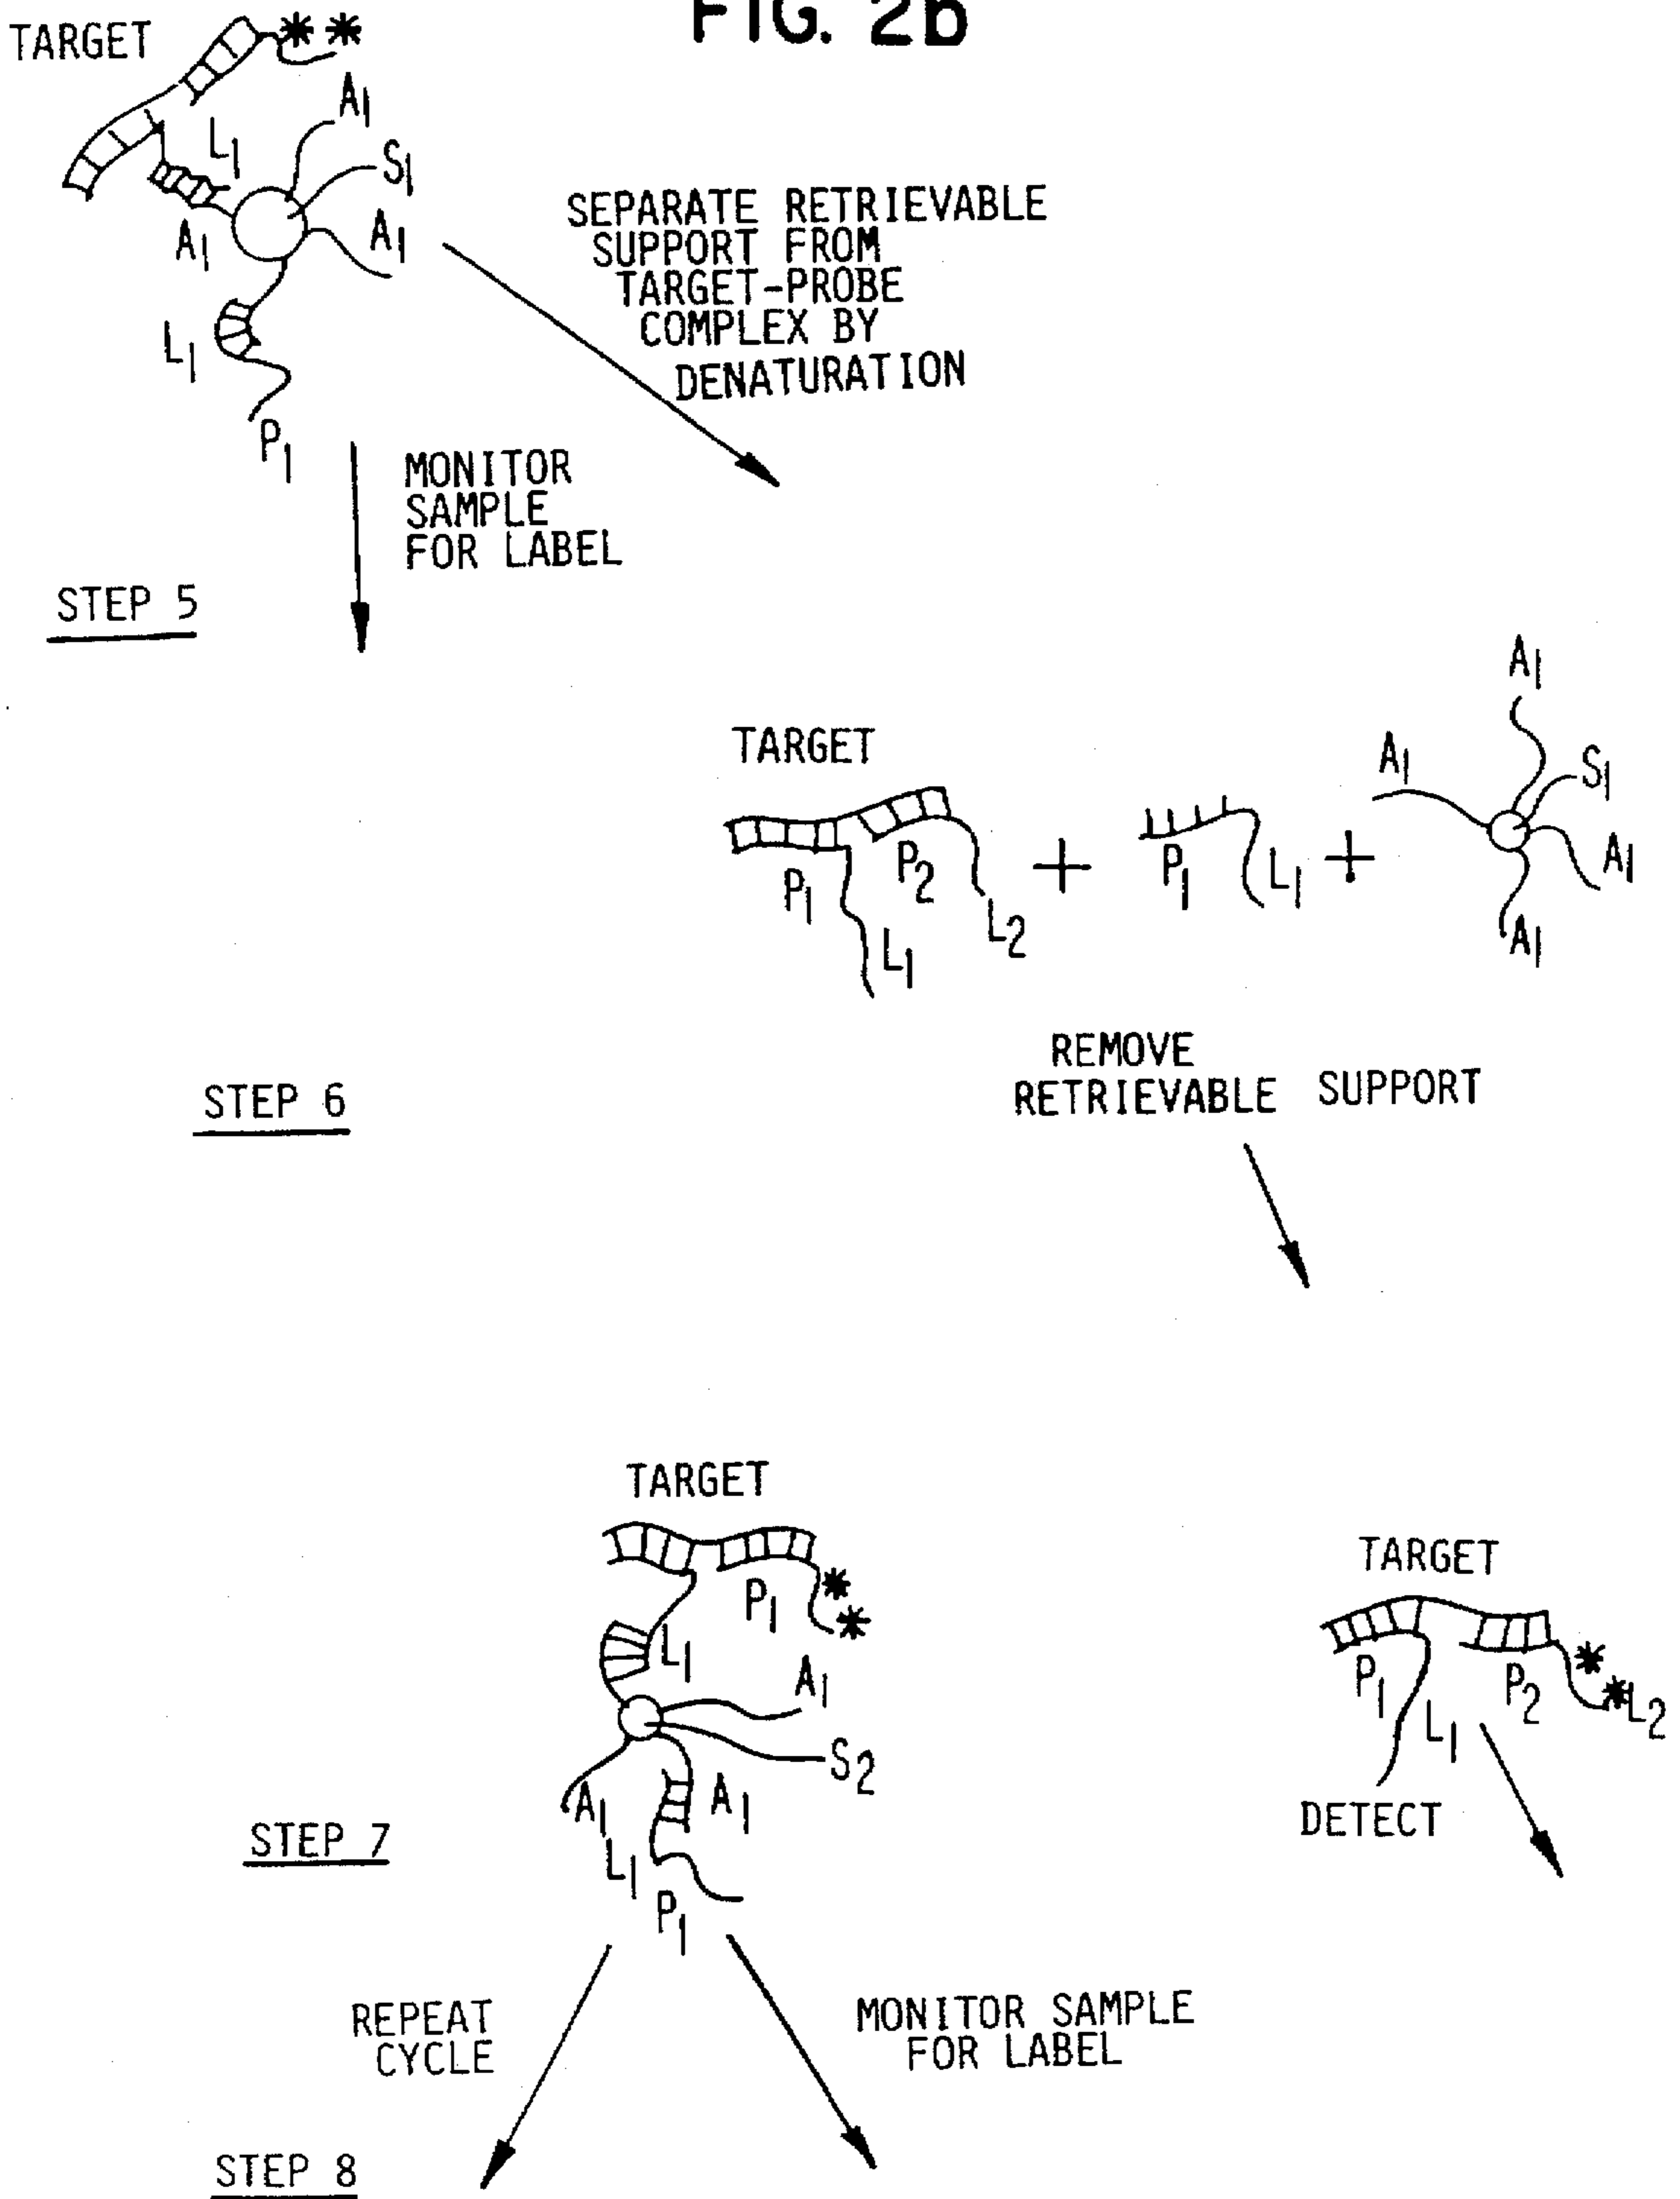 FIG. 2b
TARGET
* *
A1
L1
S1
A1
A1
L1
P1
SEPARATE RETRIEVABLE
SUPPORT FROM
TARGET-PROBE
COMPLEX BY
DENATURATION
MONITOR
SAMPLE
FOR LABEL
STEP 5
TARGET
P1
P2
L1
L2
+
P1
L1
+
A1
A1
S1
A1
A1
REMOVE
RETRIEVABLE SUPPORT
STEP 6
TARGET
P1
*
*
L1
A1
S2
A1
A1
L1
P1
STEP 7
TARGET
P1
L1
P2
*
*L2
DETECT
REPEAT
CYCLE
MONITOR SAMPLE
FOR LABEL
STEP 8